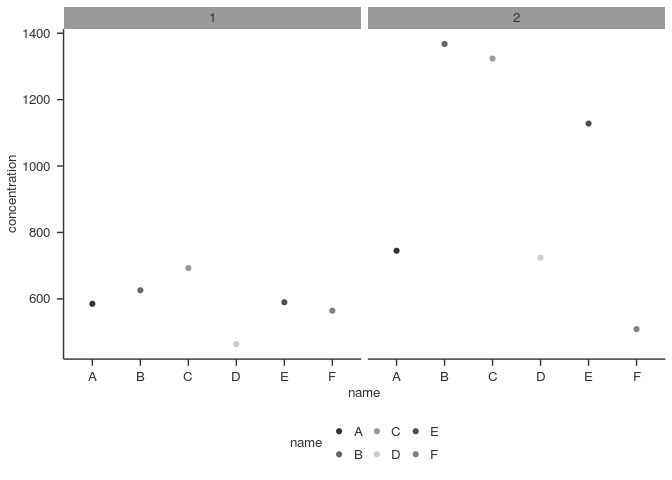 1 2
1400
1200
1000
800
600
concentration
A B C D E F A B C D E F
name
name A C E
B D F